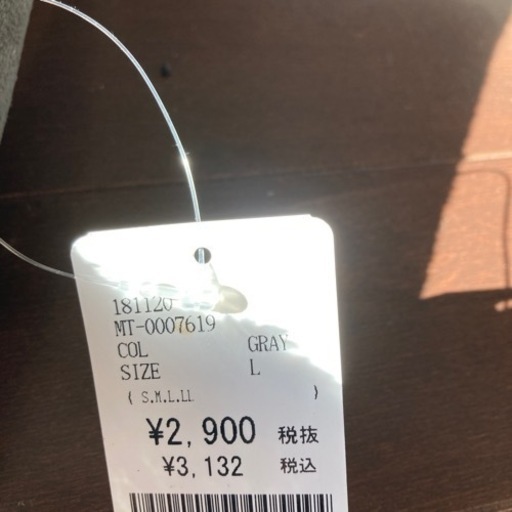 181120
MT-0007619
COL GRAY
SIZE L
( S.M.L.LL )
¥2,900 税抜
¥3,132 税込